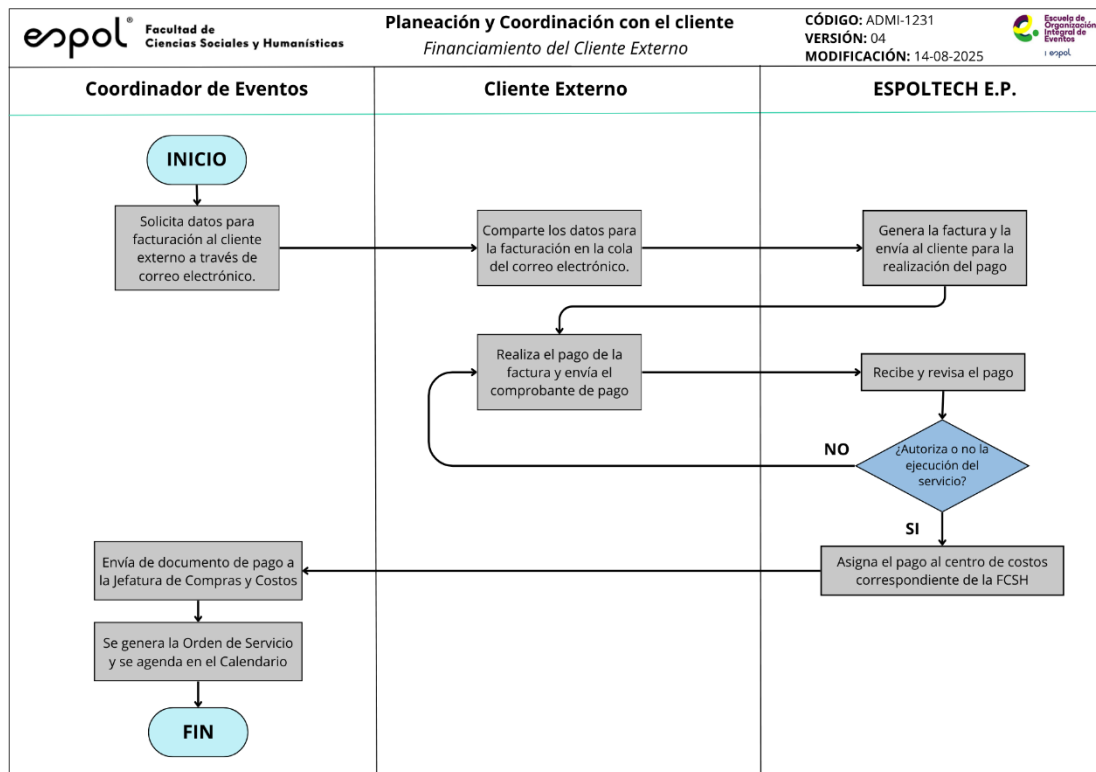 espol
Facultad de
Ciencias Sociales y Humanísticas
Planeación y Coordinación con el cliente
Financiamiento del Cliente Externo
CÓDIGO: ADMI-1231
VERSIÓN: 04
MODIFICACIÓN: 14-08-2025
Escuela de
Organización
Integral de
Eventos
espol
Coordinador de Eventos
Cliente Externo
ESPOLTECH E.P.
INICIO
Solicita datos para
facturación al cliente
externo a través de
correo electrónico.
Comparte los datos para
la facturación en la cola
del correo electrónico.
Genera la factura y la
envía al cliente para la
realización del pago
Realiza el pago de la
factura y envía el
comprobante de pago
Recibe y revisa el pago
¿Autoriza o no la
ejecución del
servicio?
NO
SI
Asigna el pago al centro de costos
correspondiente de la FCSH
Envía de documento de pago a
la Jefatura de Compras y Costos
Se genera la Orden de Servicio
y se agenda en el Calendario
FIN